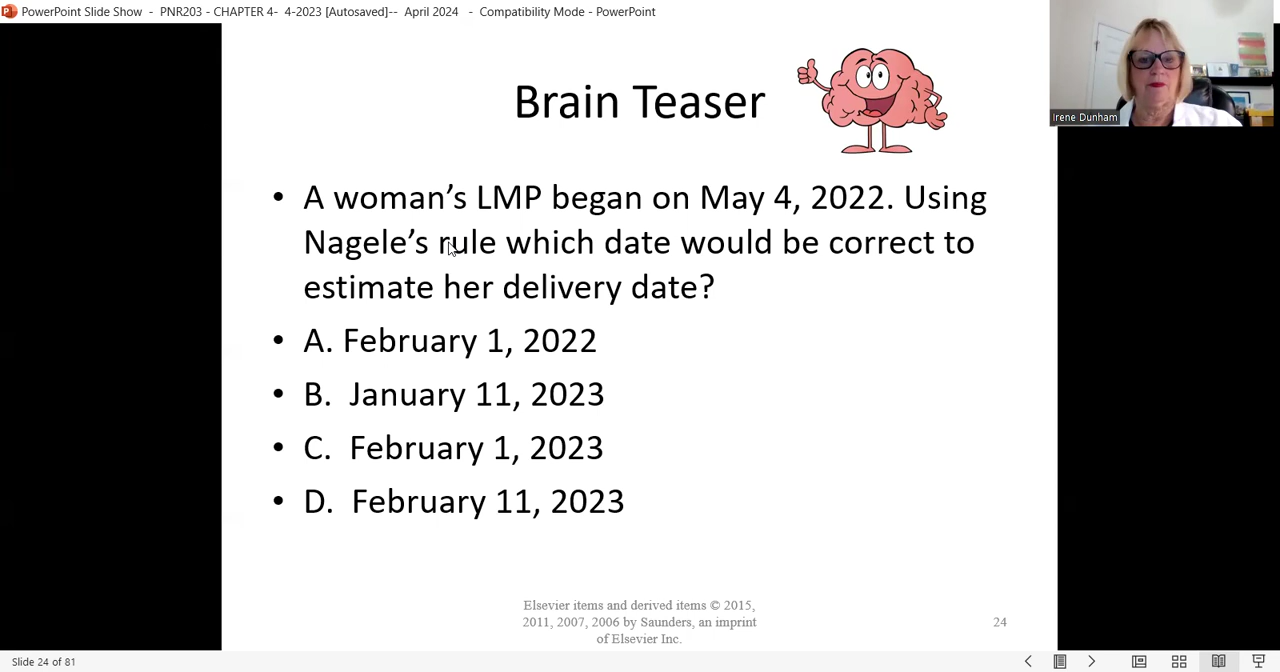 PowerPoint Slide Show - PNR203 - CHAPTER 4- 4-2023 [Autosaved]-- April 2024 - Compatibility Mode - PowerPoint
Brain Teaser
Irene Dunham
• A woman’s LMP began on May 4, 2022. Using
Nagele’s rule which date would be correct to
estimate her delivery date?
• A. February 1, 2022
• B. January 11, 2023
• C. February 1, 2023
• D. February 11, 2023
Elsevier items and derived items © 2015,
2011, 2007, 2006 by Saunders, an imprint
of Elsevier Inc.
24
Slide 24 of 81